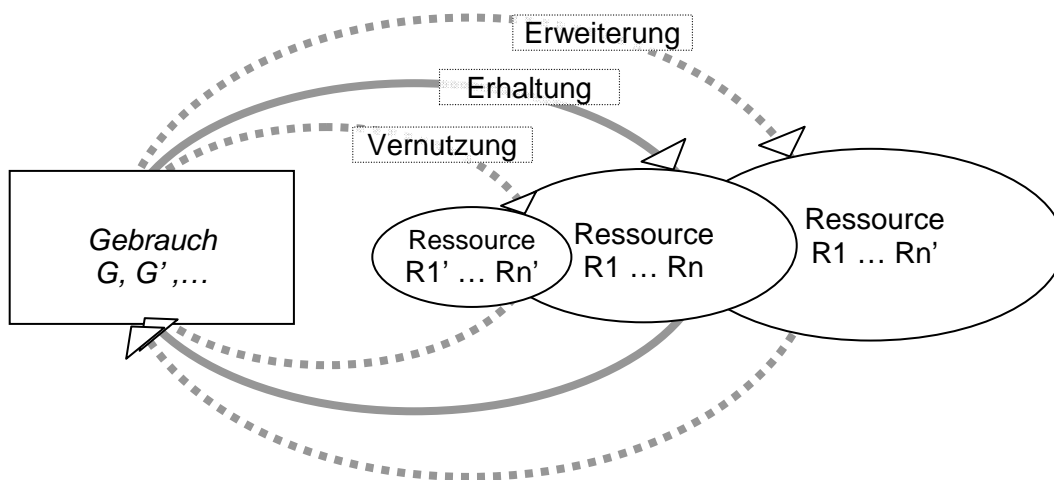 Erweiterung
Erhaltung
Vernutzung
Gebrauch
G, G’ ,…
Ressource
R1’ … Rn’
Ressource
R1 … Rn
Ressource
R1 … Rn’